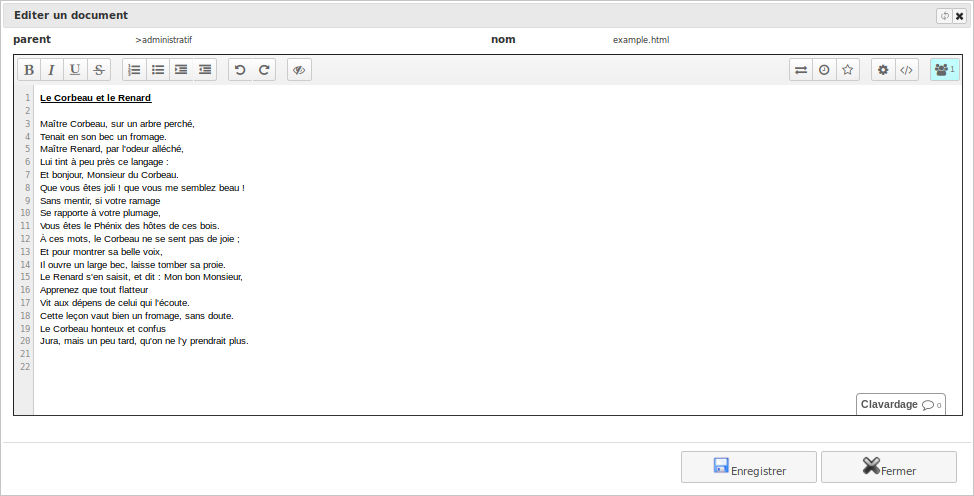 Editer un document
parent >administratif nom example.html
B I U S 1
1 Le Corbeau et le Renard
2
3 Maître Corbeau, sur un arbre perché,
4 Tenait en son bec un fromage.
5 Maître Renard, par l'odeur alléché,
6 Lui tint à peu près ce langage :
7 Et bonjour, Monsieur du Corbeau.
8 Que vous êtes joli ! que vous me semblez beau !
9 Sans mentir, si votre ramage
10 Se rapporte à votre plumage,
11 Vous êtes le Phénix des hôtes de ces bois.
12 À ces mots, le Corbeau ne se sent pas de joie ;
13 Et pour montrer sa belle voix,
14 Il ouvre un large bec, laisse tomber sa proie.
15 Le Renard s'en saisit, et dit : Mon bon Monsieur,
16 Apprenez que tout flatteur
17 Vit aux dépens de celui qui l'écoute.
18 Cette leçon vaut bien un fromage, sans doute.
19 Le Corbeau honteux et confus
20 Jura, mais un peu tard, qu'on ne l'y prendrait plus.
21
22
Clavardage 0
Enregistrer Fermer